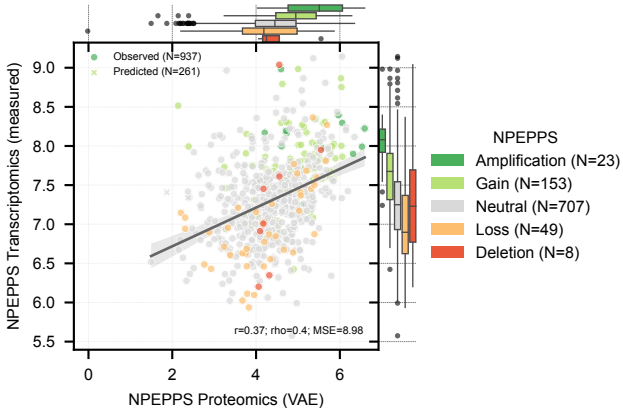 Observed (N=937)
Predicted (N=261)
9.0
8.5
8.0
7.5
7.0
6.5
6.0
5.5
NPEPPS Transcriptomics (measured)
r=0.37; rho=0.4; MSE=8.98
0 2 4 6
NPEPPS Proteomics (VAE)
NPEPPS
Amplification (N=23)
Gain (N=153)
Neutral (N=707)
Loss (N=49)
Deletion (N=8)